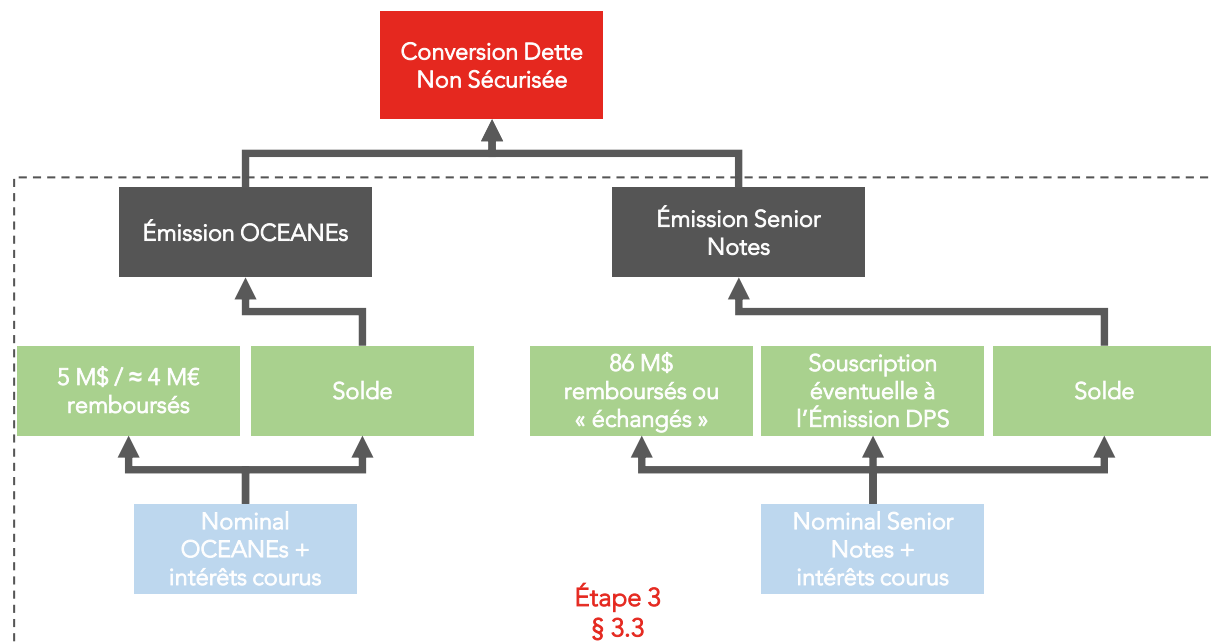 Conversion Dette
Non Sécurisée
Émission OCEANEs
Émission Senior
Notes
5 M$ / ≈ 4 M€
remboursés
Solde
86 M$
remboursés ou
« échangés »
Souscription
éventuelle à
l’Émission DPS
Solde
Nominal
OCEANEs +
intérêts courus
Nominal Senior
Notes +
intérêts courus
Étape 3
§ 3.3